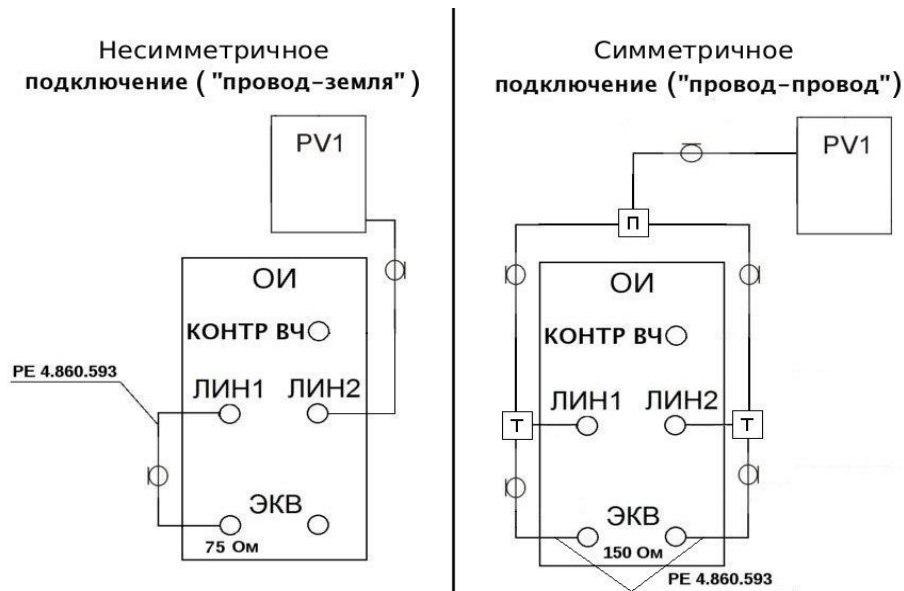 Несимметричное
подключение ("провод-земля")
PV1
ОИ
КОНТР ВЧ
РЕ 4.860.593
ЛИН1 ЛИН2
ЭКВ
75 Ом
Симметричное
подключение ("провод-провод")
PV1
П
ОИ
КОНТР ВЧ
ЛИН1 ЛИН2
Т Т
ЭКВ
150 Ом
РЕ 4.860.593